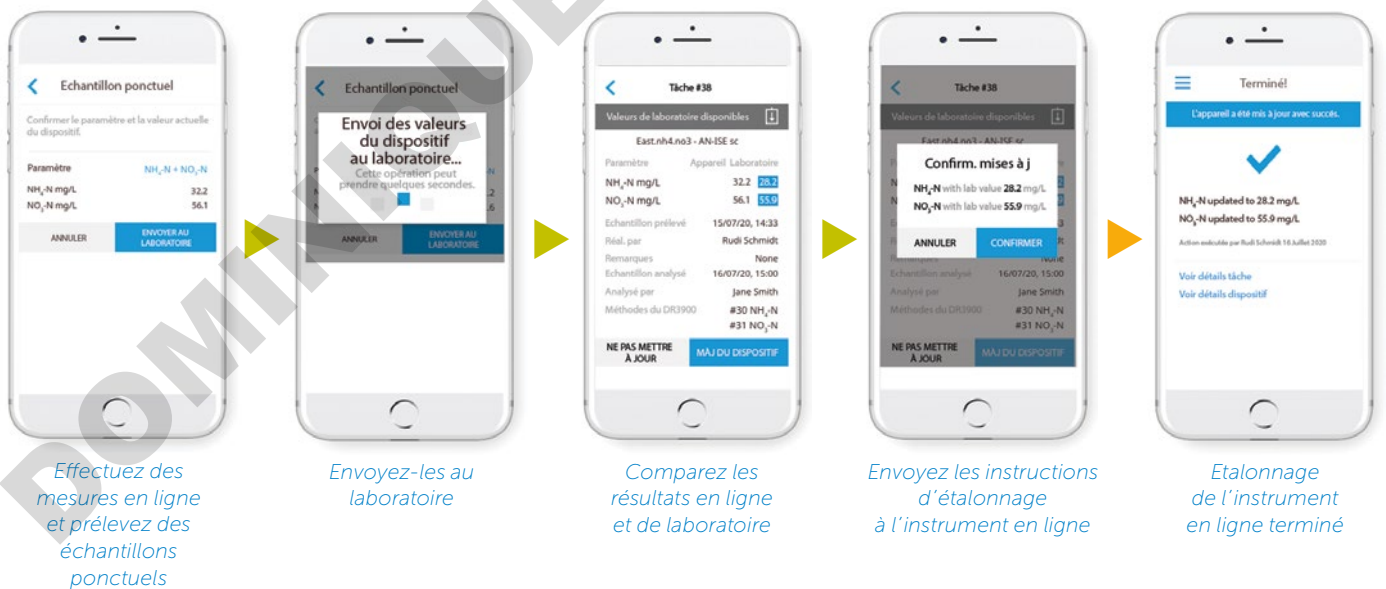 Echantillon ponctuel
Confirmer le paramètre et la valeur actuelle
du dispositif.
Paramètre NH₄-N + NO₃-N
NH₄-N mg/L 32.2
NO₃-N mg/L 56.1
ANNULER
ENVOYER AU
LABORATOIRE
Effectuez des
mesures en ligne
et prélevez des
échantillons
ponctuels
Echantillon ponctuel
Envoi des valeurs
du dispositif
au laboratoire...
Cette opération peut
prendre quelques secondes.
ANNULER
ENVOYER AU
LABORATOIRE
Envoyez-les au
laboratoire
Tâche #38
Valeurs de laboratoire disponibles
East.nh4.no3 - AN-ISE sc
Paramètre Appareil Laboratoire
NH₄-N mg/L 32.2 28.2
NO₃-N mg/L 56.1 55.9
Echantillon prélevé 15/07/20, 14:33
Réal. par Rudi Schmidt
Remarques None
Echantillon analysé 16/07/20, 15:00
Analysé par Jane Smith
Méthodes du DR3900 #30 NH₄-N
#31 NO₃-N
NE PAS METTRE
À JOUR
MÀJ DU DISPOSITIF
Comparez les
résultats en ligne
et de laboratoire
Tâche #38
Valeurs de laboratoire disponibles
East.nh4.no3 - AN-ISE sc
Confirm. mises à j
NH₄-N with lab value 28.2 mg/L
NO₃-N with lab value 55.9 mg/L
ANNULER CONFIRMER
Remarques None
Echantillon analysé 16/07/20, 15:00
Analysé par Jane Smith
Méthodes du DR3900 #30 NH₄-N
#31 NO₃-N
NE PAS METTRE
À JOUR
MÀJ DU DISPOSITIF
Envoyez les instructions
d’étalonnage
à l’instrument en ligne
Terminé!
L'appareil a été mis à jour avec succès.
NH₄-N updated to 28.2 mg/L
NO₃-N updated to 55.9 mg/L
Action exécutée par Rudi Schmidt 16 Juillet 2020
Voir détails tâche
Voir détails dispositif
Etalonnage
de l’instrument
en ligne terminé